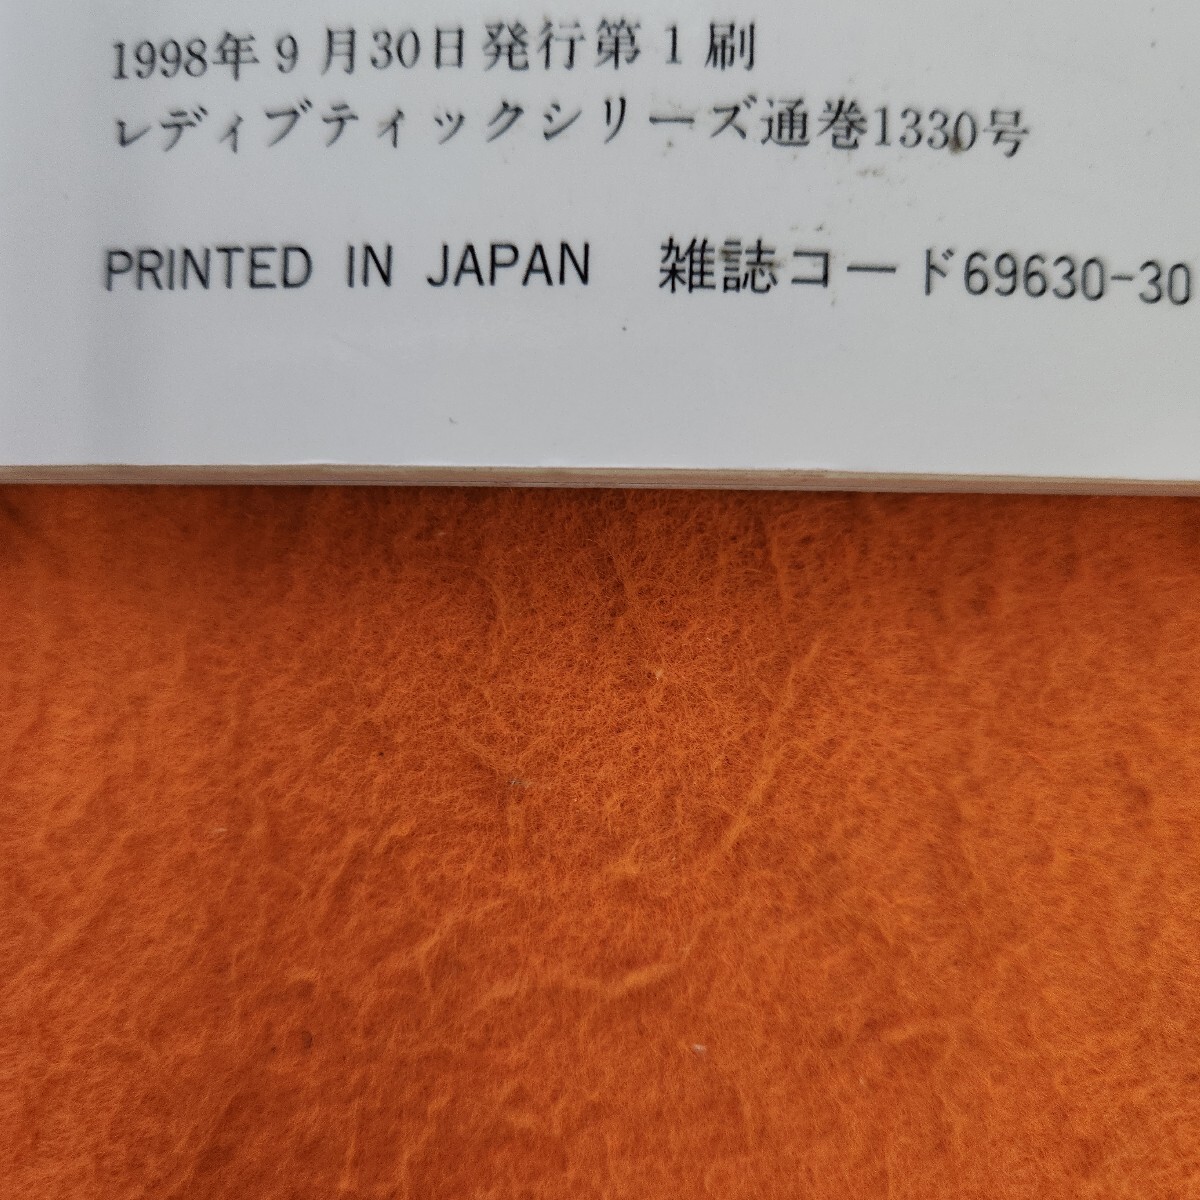 1998年9月30日発行第1刷
レディブティックシリーズ通巻1330号
PRINTED IN JAPAN 雑誌コード69630-30